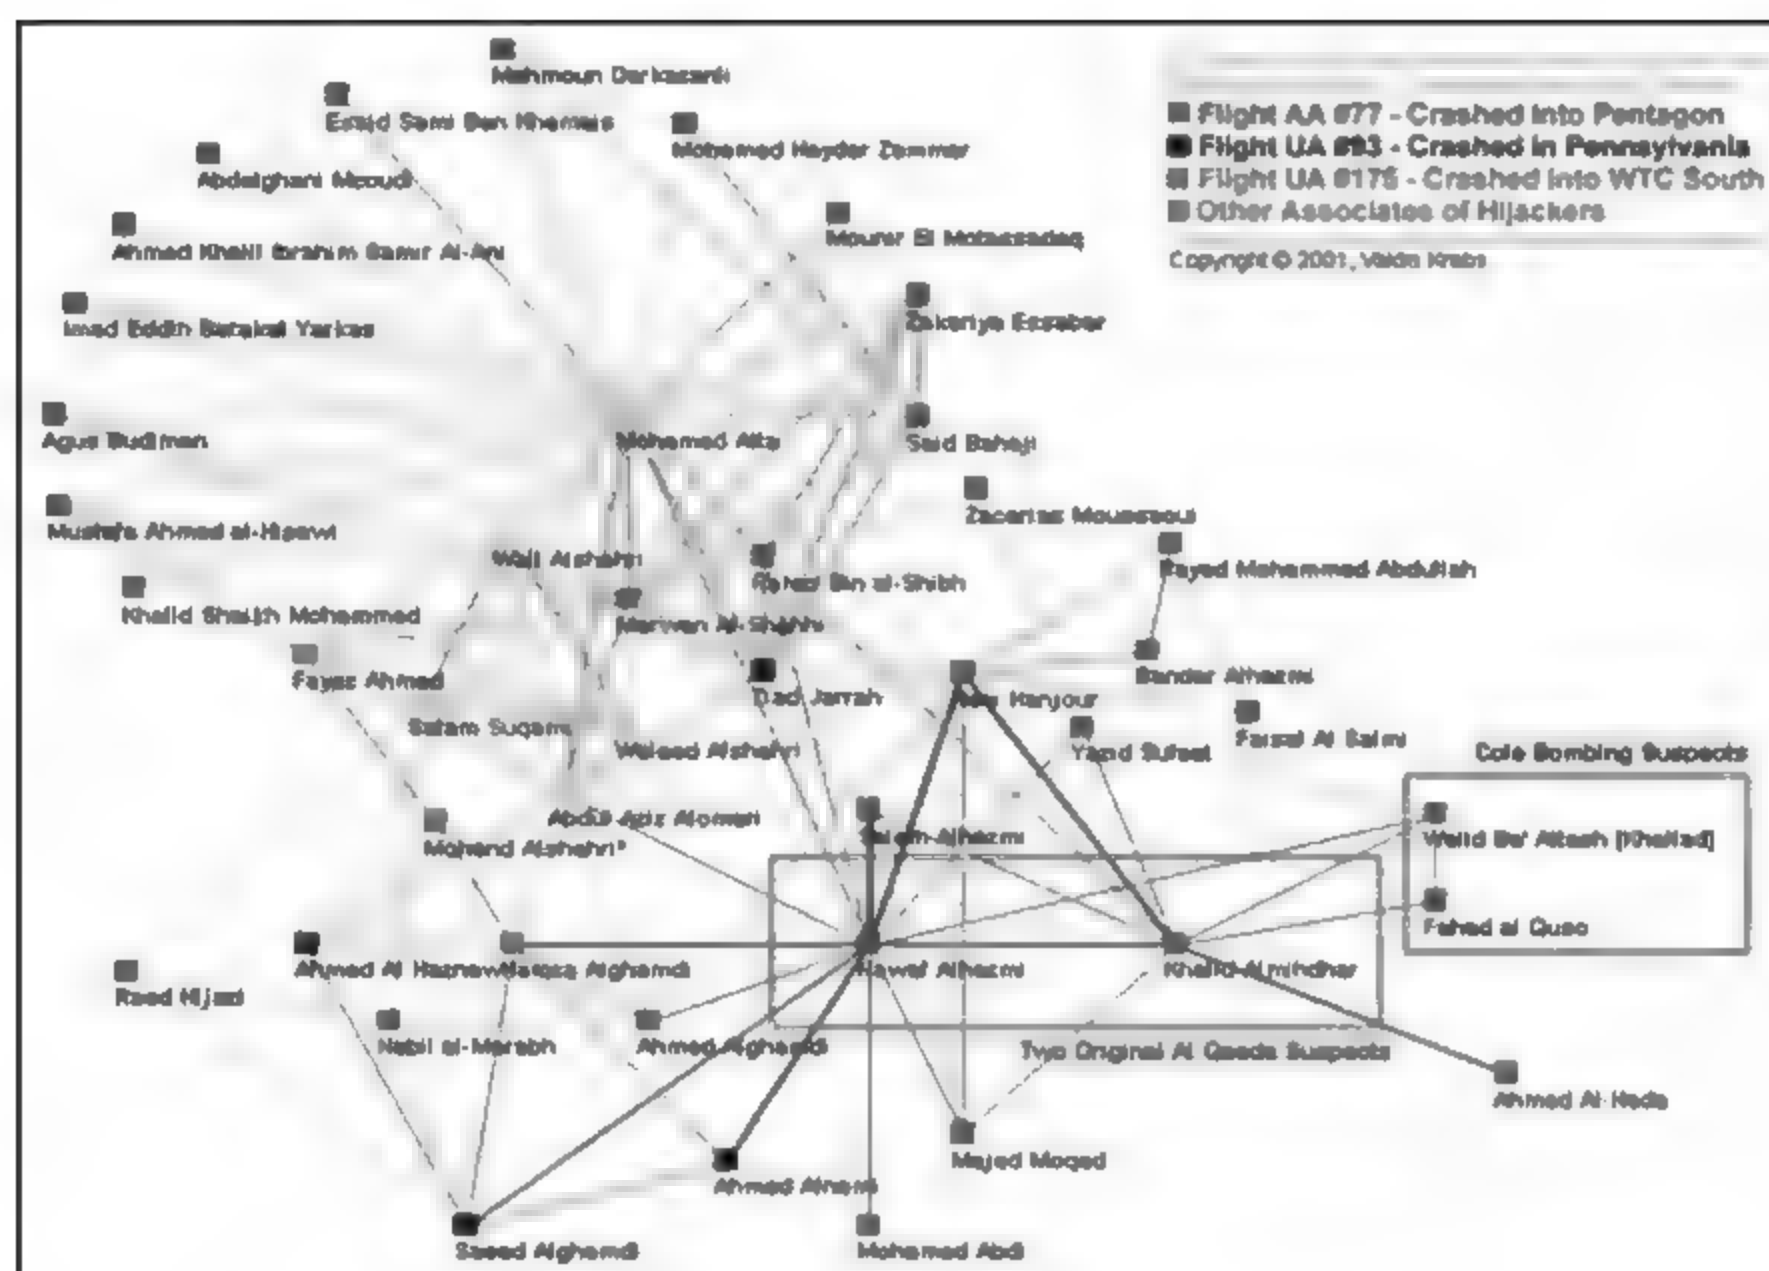 Flight AA #77 - Crashed into Pentagon
Flight UA #93 - Crashed in Pennsylvania
Flight UA #175 - Crashed into WTC South
Other Associates of Hijackers
Copyright © 2001, Valdis Krebs
Mamoun Darkazanli
Essid Sami Ben Khemais
Mohamed Haydar Zammar
Abdelghani Mzoudi
Mounir El Motassadeq
Ahmed Khalil Ibrahim Samir Al-Ani
Zakariya Essabar
Imad Eddin Yarkas
Agus Budiman
Mohamed Atta
Said Bahaji
Zacarias Moussaoui
Mustafa Ahmed al-Hisawi
Wail Alshehri
Ramzi Bin al-Shibh
Rayed Mohammed Abdullah
Khalid Shaikh Mohammed
Marwan Al-Shehhi
Fayez Ahmed
Ziad Jarrah
Hani Hanjour
Bandar Alhazmi
Satam Suqami
Waleed Alshehri
Yazid Sufaat
Faisal Al Salmi
Cole Bombing Suspects
Abdul Aziz Alomari
Salem Alhazmi
Mohand Alshehri*
Walid Ba' Attash [Khallad]
Fahad al Quso
Ahmed Al Haznawi
Hamza Alghamdi
Nawaf Alhazmi
Khalid Almihdhar
Raed Hijazi
Nabil al-Marabh
Ahmed Alghamdi
Two Original Al Qaeda Suspects
Ahmed Al-Hada
Majed Moqed
Ahmed Alnami
Saeed Alghamdi
Mohamed Abdi